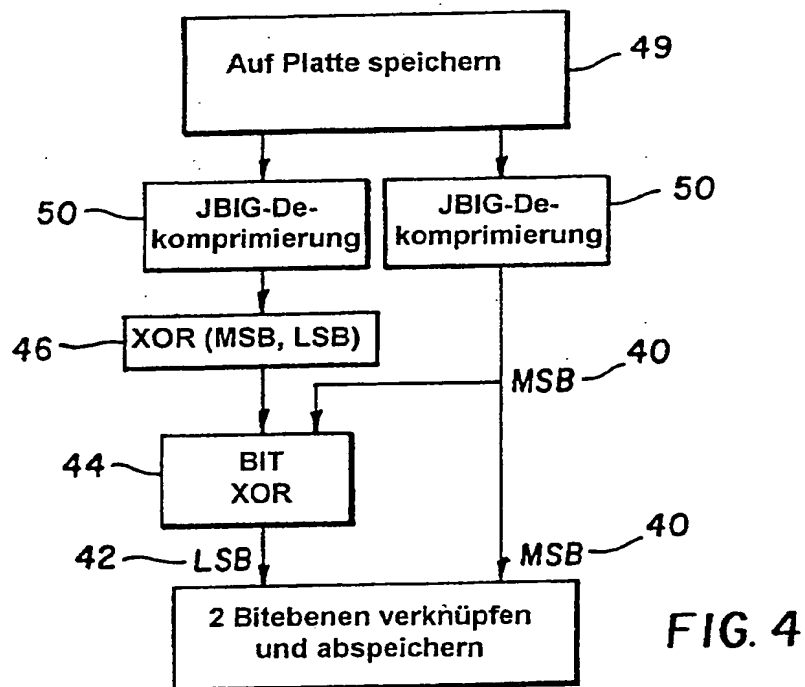 Auf Platte speichern
49
50
JBIG-De-
komprimierung
JBIG-De-
komprimierung
50
46
XOR (MSB, LSB)
MSB
40
44
BIT
XOR
42
LSB
MSB
40
2 Bitebenen verknüpfen
und abspeichern
FIG. 4